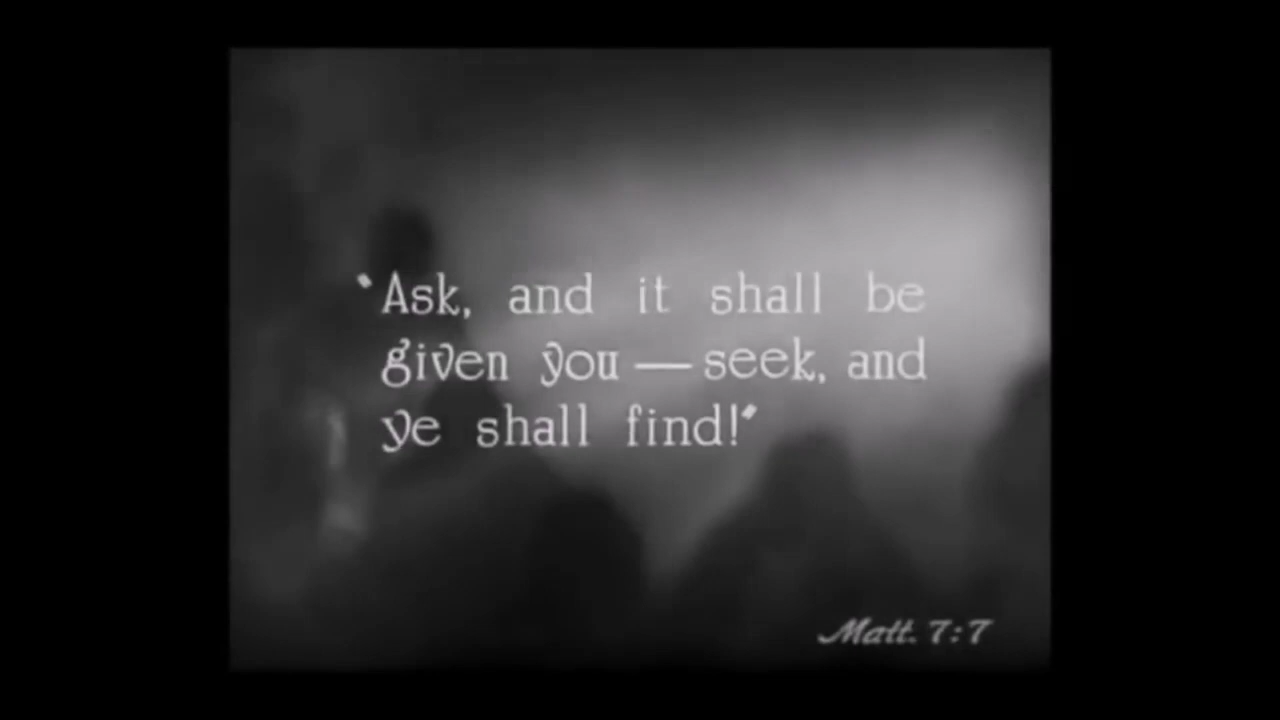 “Ask, and it shall be
given you — seek, and
ye shall find!”
Matt. 7:7